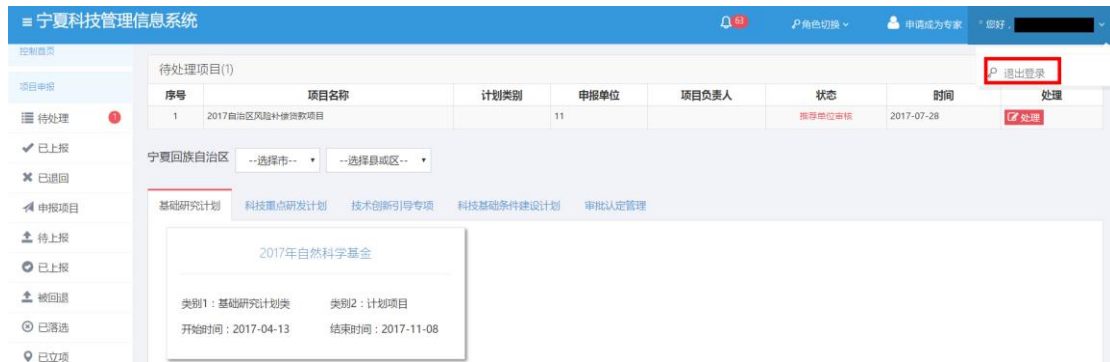 ≡宁夏科技管理信息系统 63 角色切换 申请成为专家 您好，
控制首页
退出登录
待处理项目(1)
项目申报
序号 项目名称 计划类别 申报单位 项目负责人 状态 时间 处理
1 2017自治区风险补偿贷款项目 11 推荐单位审核 2017-07-28 处理
待处理 1
已上报
宁夏回族自治区 --选择市-- --选择县或区--
已退回
申报项目
基础研究计划 科技重点研发计划 技术创新引导专项 科技基础条件建设计划 审批认定管理
待上报
2017年自然科学基金
已上报
被回退
类别1：基础研究计划类 类别2：计划项目
已落选
开始时间：2017-04-13 结束时间：2017-11-08
已立项